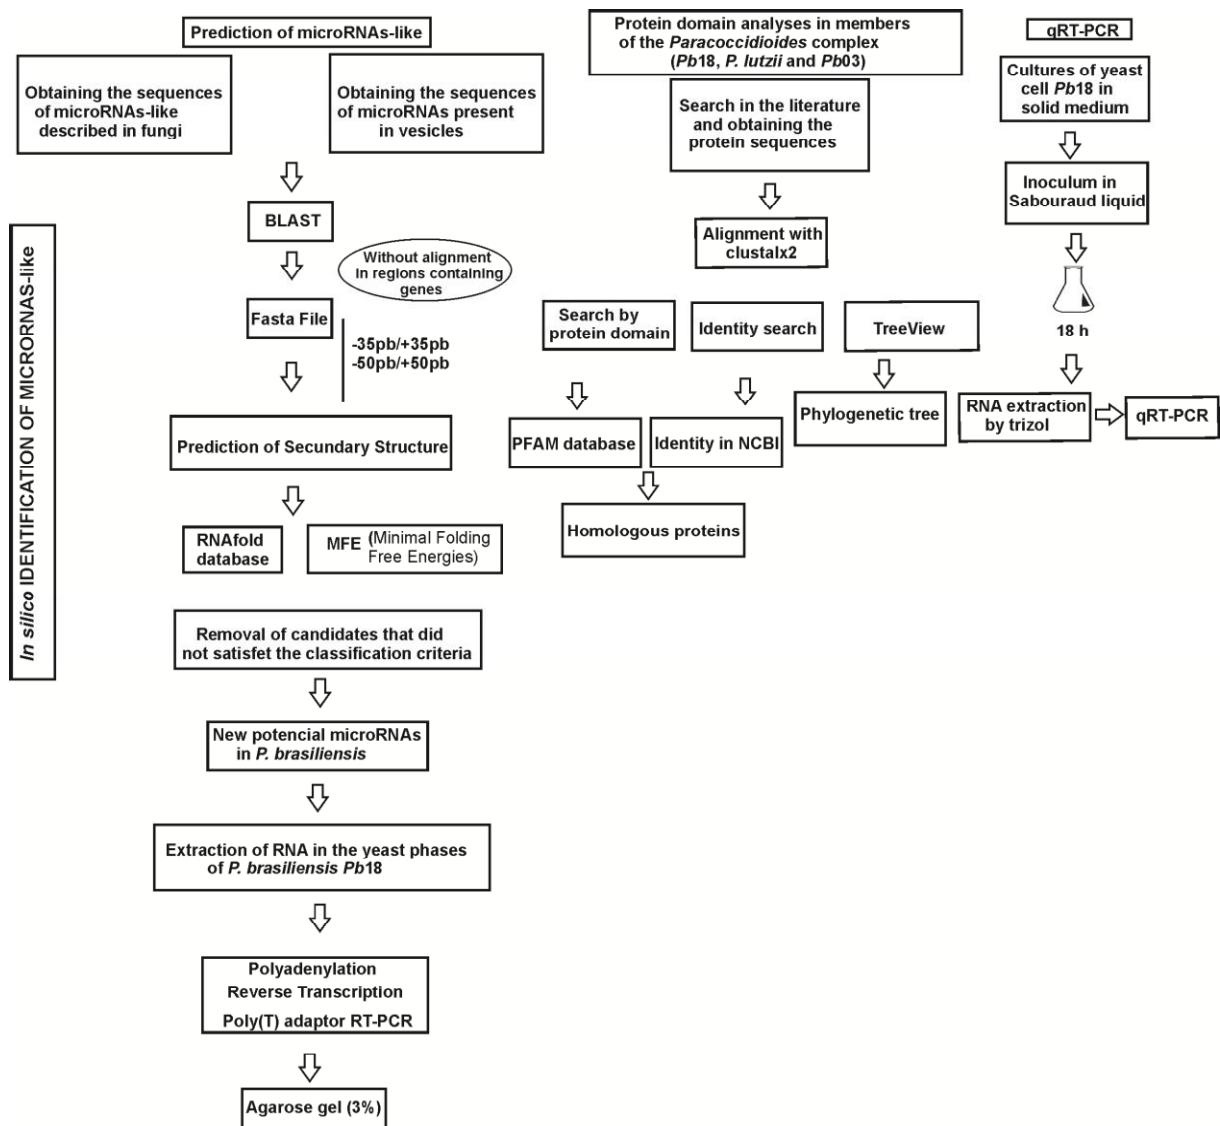 Prediction of microRNAs-like
Obtaining the sequences
of microRNAs-like
described in fungi
Obtaining the sequences
of microRNAs present
in vesicles
BLAST
Without alignment
in regions containing
genes
Fasta File
-35pb/+35pb
-50pb/+50pb
Prediction of Secundary Structure
RNAfold
database
MFE (Minimal Folding
Free Energies)
Removal of candidates that did
not satisfet the classification criteria
New potencial microRNAs
in P. brasiliensis
Extraction of RNA in the yeast phases
of P. brasiliensis Pb18
Polyadenylation
Reverse Transcription
Poly(T) adaptor RT-PCR
Agarose gel (3%)
In silico IDENTIFICATION OF MICRORNAS-like
Protein domain analyses in members
of the Paracoccidioides complex
(Pb18, P. lutzii and Pb03)
Search in the literature
and obtaining the
protein sequences
Alignment with
clustalx2
Search by
protein domain
Identity search
TreeView
PFAM database
Identity in NCBI
Phylogenetic tree
Homologous proteins
qRT-PCR
Cultures of yeast
cell Pb18 in
solid medium
Inoculum in
Sabouraud liquid
18 h
RNA extraction
by trizol
qRT-PCR